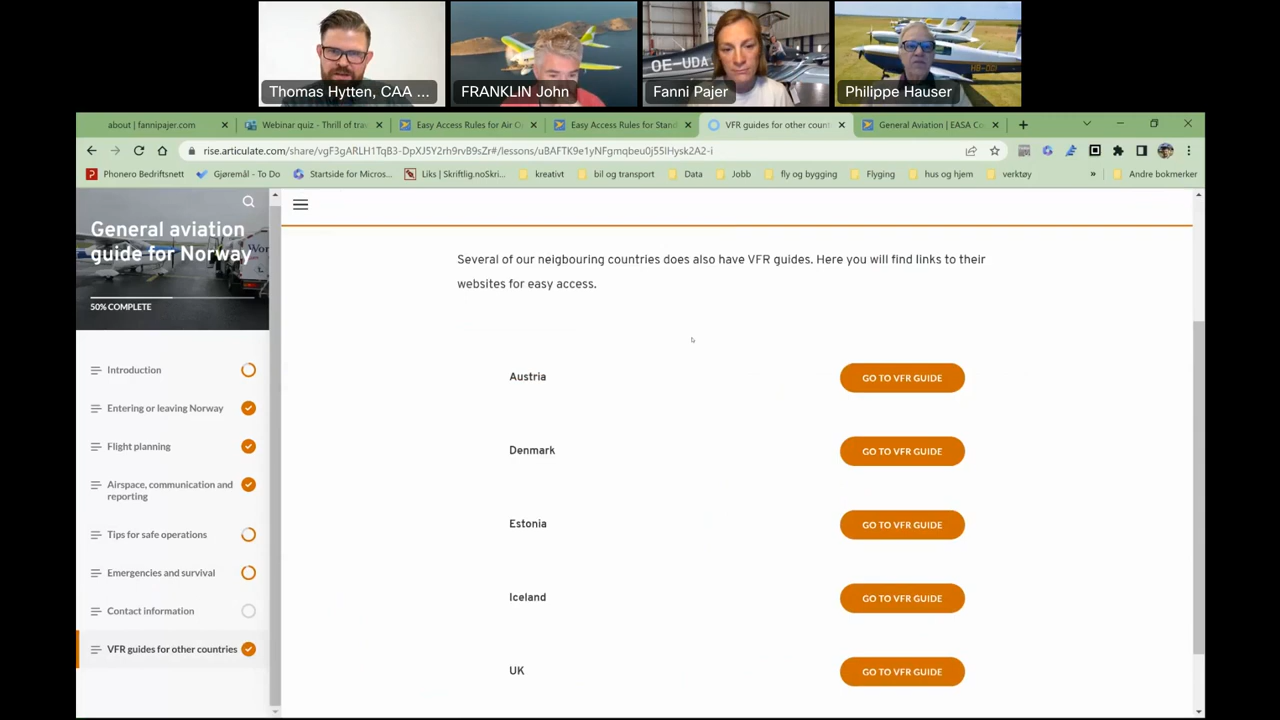 Thomas Hytten, CAA ...
FRANKLIN John
OE-UDA
Fanni Pajer
Philippe Hauser
about | fannipajer.com
Webinar quiz - Thrill of tra
Easy Access Rules for Air O
Easy Access Rules for Stand
VFR guides for other count
General Aviation | EASA Co
rise.articulate.com/share/vgF3gARLH1TqB3-DpXJ5Y2rh9rvB9sZr#/lessons/uBAFTK9e1yNFgmqbeu0j55lHysk2A2-i
Phonero Bedriftsnett
Gjøremål - To Do
Startside for Micros...
Liks | Skriftlig.noSkri...
kreativt
bil og transport
Data
Jobb
fly og bygging
Flyging
hus og hjem
verktøy
»
Andre bokmerker
General aviation
guide for Norway
50% COMPLETE
Introduction
Entering or leaving Norway
Flight planning
Airspace, communication and
reporting
Tips for safe operations
Emergencies and survival
Contact information
VFR guides for other countries
Several of our neigbouring countries does also have VFR guides. Here you will find links to their
websites for easy access.
Austria
GO TO VFR GUIDE
Denmark
GO TO VFR GUIDE
Estonia
GO TO VFR GUIDE
Iceland
GO TO VFR GUIDE
UK
GO TO VFR GUIDE